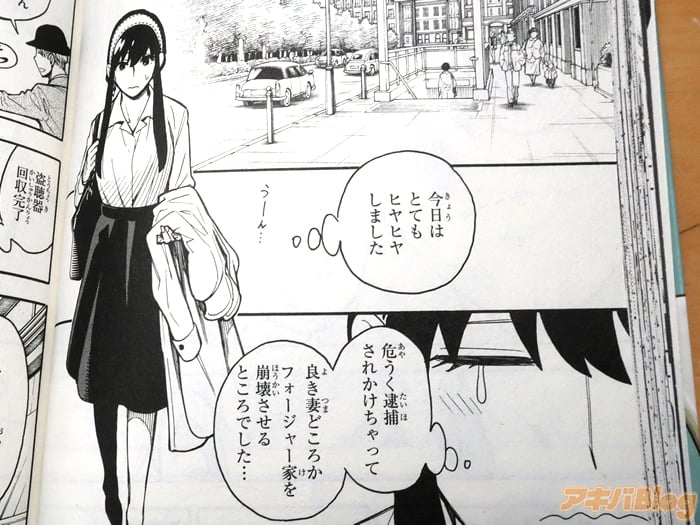 今日は
とても
ヒヤヒヤ
しました
うーん…
危うく逮捕
されかけちゃって
良き妻どころか
フォージャー家を
崩壊させる
ところでした…
盗聴器
回収完了
アキバBlog